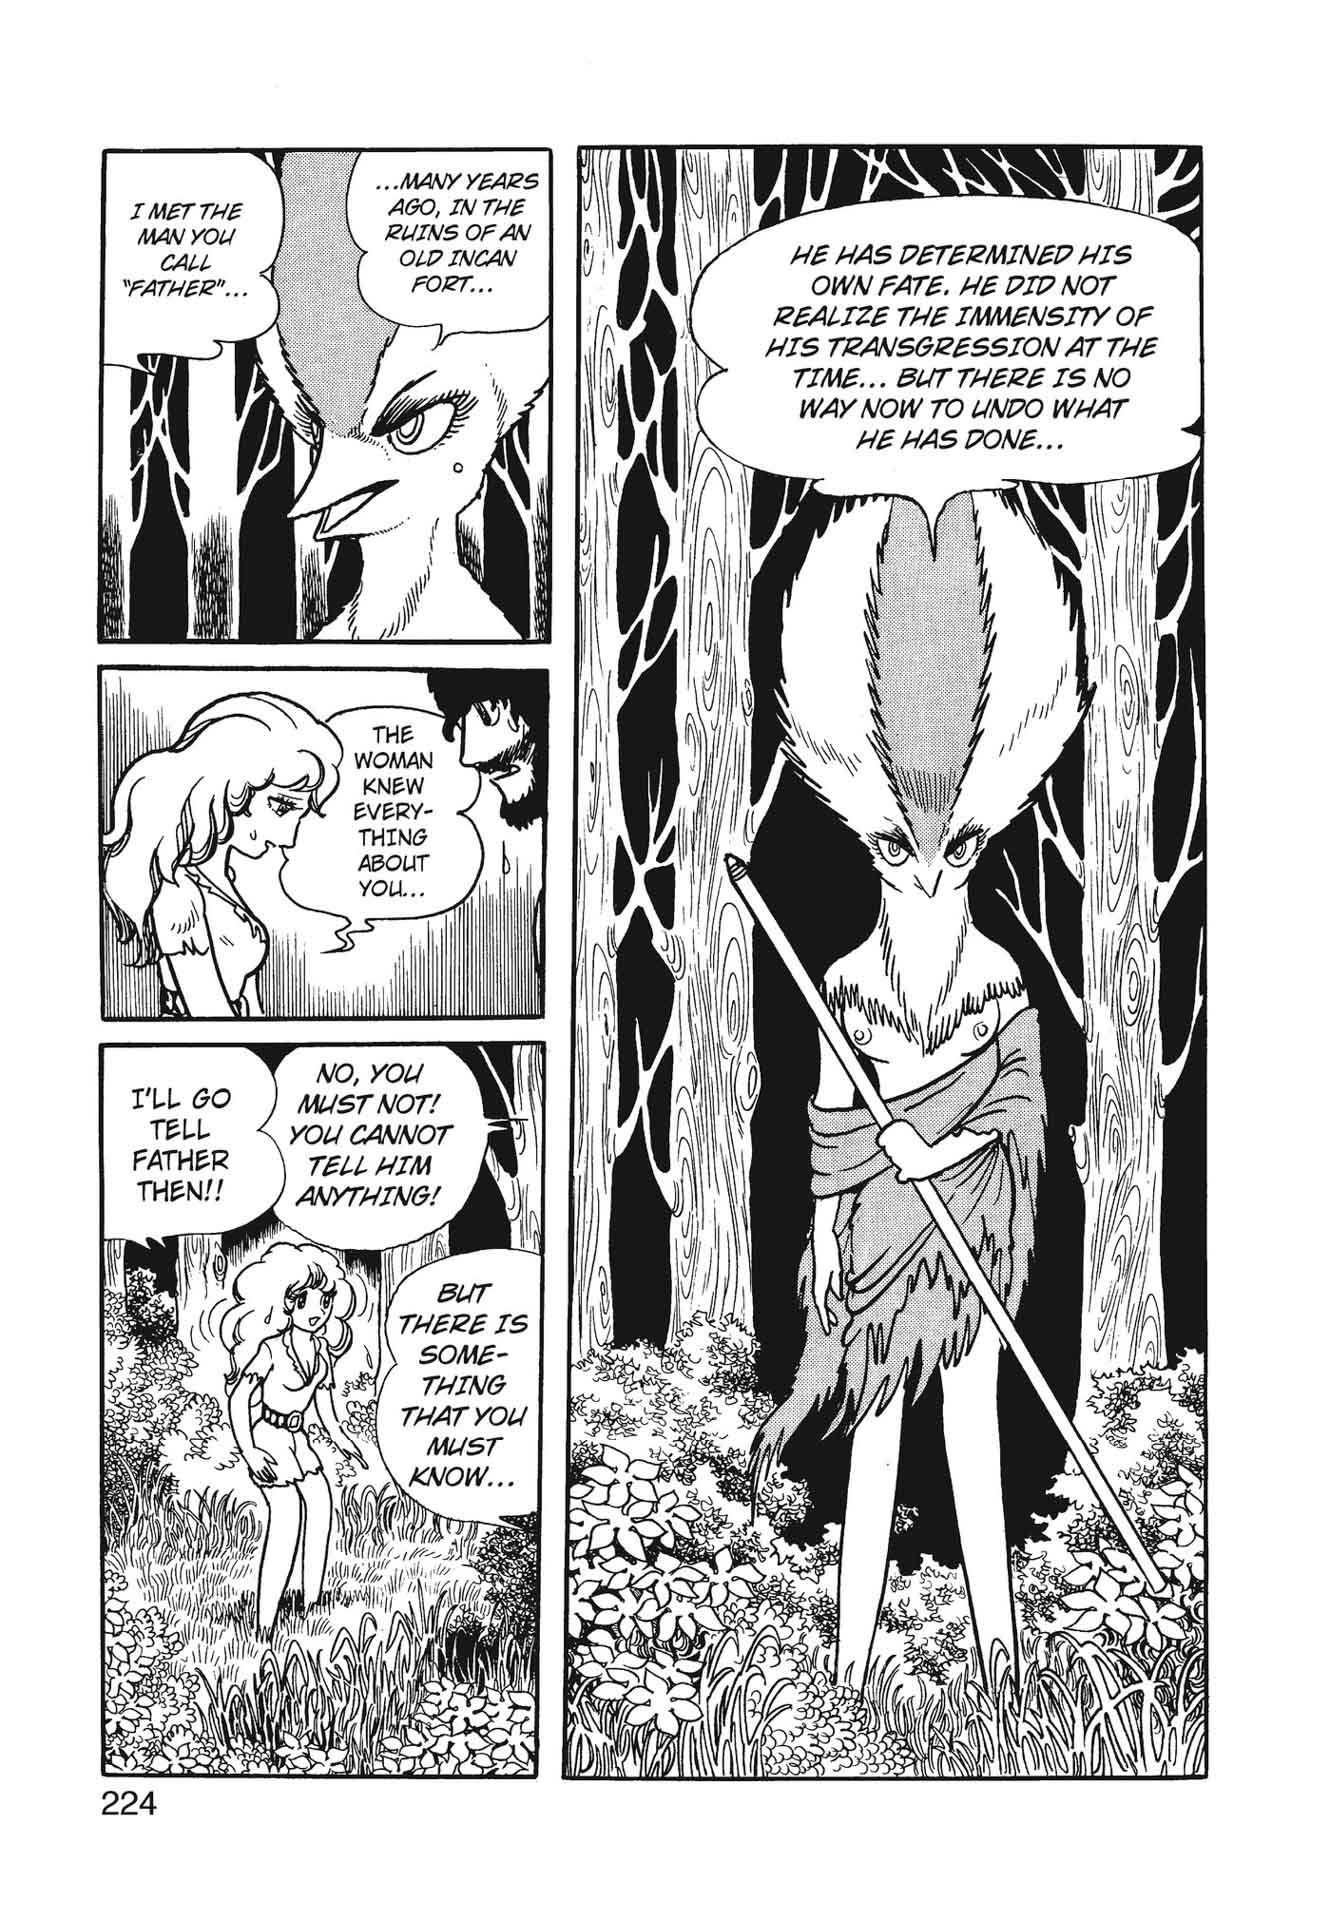 I MET THE
MAN YOU
CALL
"FATHER"...
...MANY YEARS
AGO, IN THE
RUINS OF AN
OLD INCAN
FORT...
THE
WOMAN
KNEW
EVERY-
THING
ABOUT
YOU...
I'LL GO
TELL
FATHER
THEN!!
NO, YOU
MUST NOT!
YOU CANNOT
TELL HIM
ANYTHING!
BUT
THERE IS
SOME-
THING
THAT YOU
MUST
KNOW...
HE HAS DETERMINED HIS
OWN FATE. HE DID NOT
REALIZE THE IMMENSITY OF
HIS TRANSGRESSION AT THE
TIME... BUT THERE IS NO
WAY NOW TO UNDO WHAT
HE HAS DONE...
224